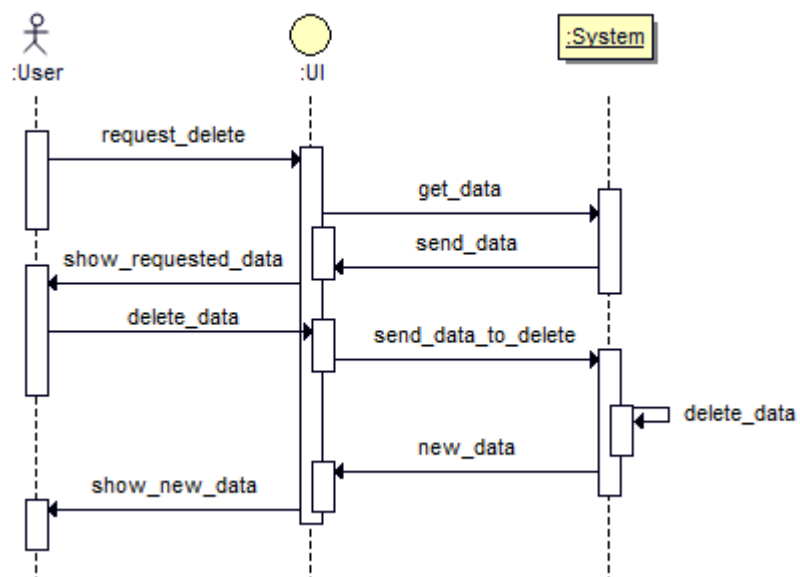 :User
:UI
:System
request_delete
get_data
send_data
show_requested_data
delete_data
send_data_to_delete
delete_data
new_data
show_new_data